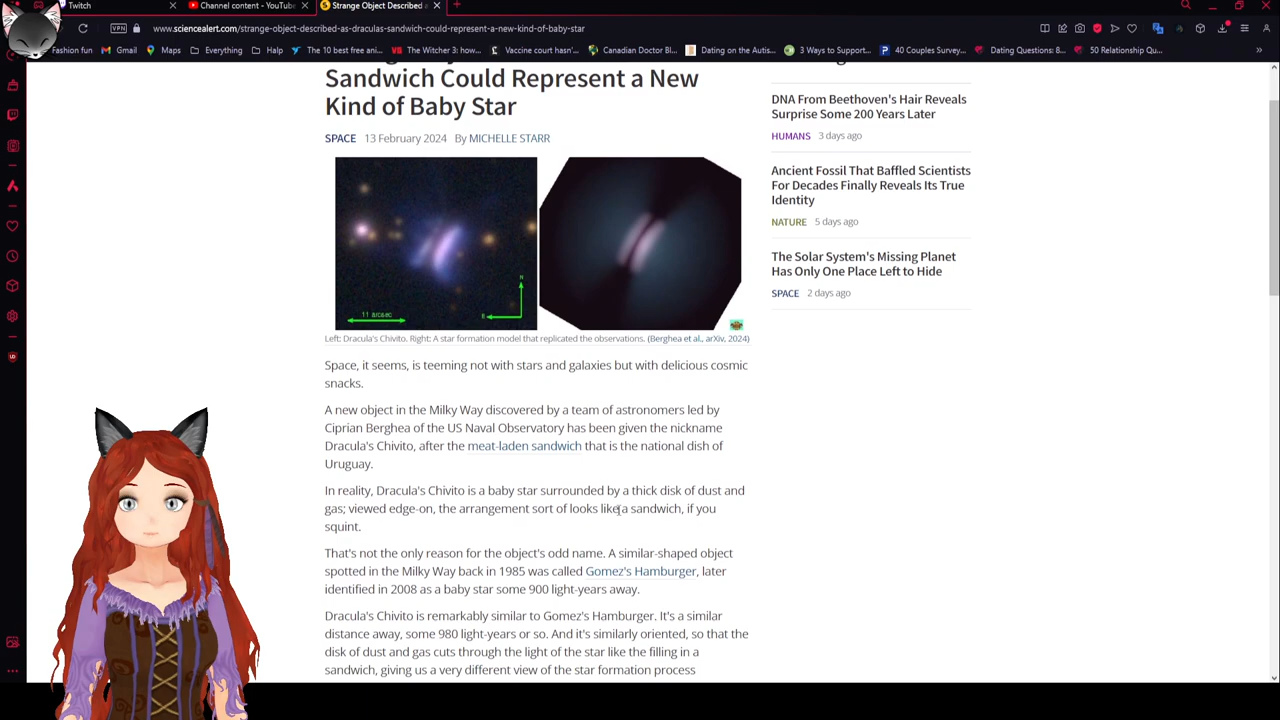 Twitch
Channel content - YouTube
Strange Object Described a
VPN
www.sciencealert.com/strange-object-described-as-draculas-sandwich-could-represent-a-new-kind-of-baby-star
Fashion fun
Gmail
Maps
Everything
Halp
The 10 best free ani...
The Witcher 3: how...
Vaccine court hasn'...
Canadian Doctor Bl...
Dating on the Autis...
3 Ways to Support...
40 Couples Survey...
Dating Questions: 8...
50 Relationship Qu...
Sandwich Could Represent a New
Kind of Baby Star
SPACE 13 February 2024 By MICHELLE STARR
11 arcsec
N
E
Left: Dracula's Chivito. Right: A star formation model that replicated the observations. (Berghea et al., arXiv, 2024)
Space, it seems, is teeming not with stars and galaxies but with delicious cosmic
snacks.
A new object in the Milky Way discovered by a team of astronomers led by
Ciprian Berghea of the US Naval Observatory has been given the nickname
Dracula's Chivito, after the meat-laden sandwich that is the national dish of
Uruguay.
In reality, Dracula's Chivito is a baby star surrounded by a thick disk of dust and
gas; viewed edge-on, the arrangement sort of looks like a sandwich, if you
squint.
That's not the only reason for the object's odd name. A similar-shaped object
spotted in the Milky Way back in 1985 was called Gomez's Hamburger, later
identified in 2008 as a baby star some 900 light-years away.
Dracula's Chivito is remarkably similar to Gomez's Hamburger. It's a similar
distance away, some 980 light-years or so. And it's similarly oriented, so that the
disk of dust and gas cuts through the light of the star like the filling in a
sandwich, giving us a very different view of the star formation process
DNA From Beethoven's Hair Reveals
Surprise Some 200 Years Later
HUMANS 3 days ago
Ancient Fossil That Baffled Scientists
For Decades Finally Reveals Its True
Identity
NATURE 5 days ago
The Solar System's Missing Planet
Has Only One Place Left to Hide
SPACE 2 days ago